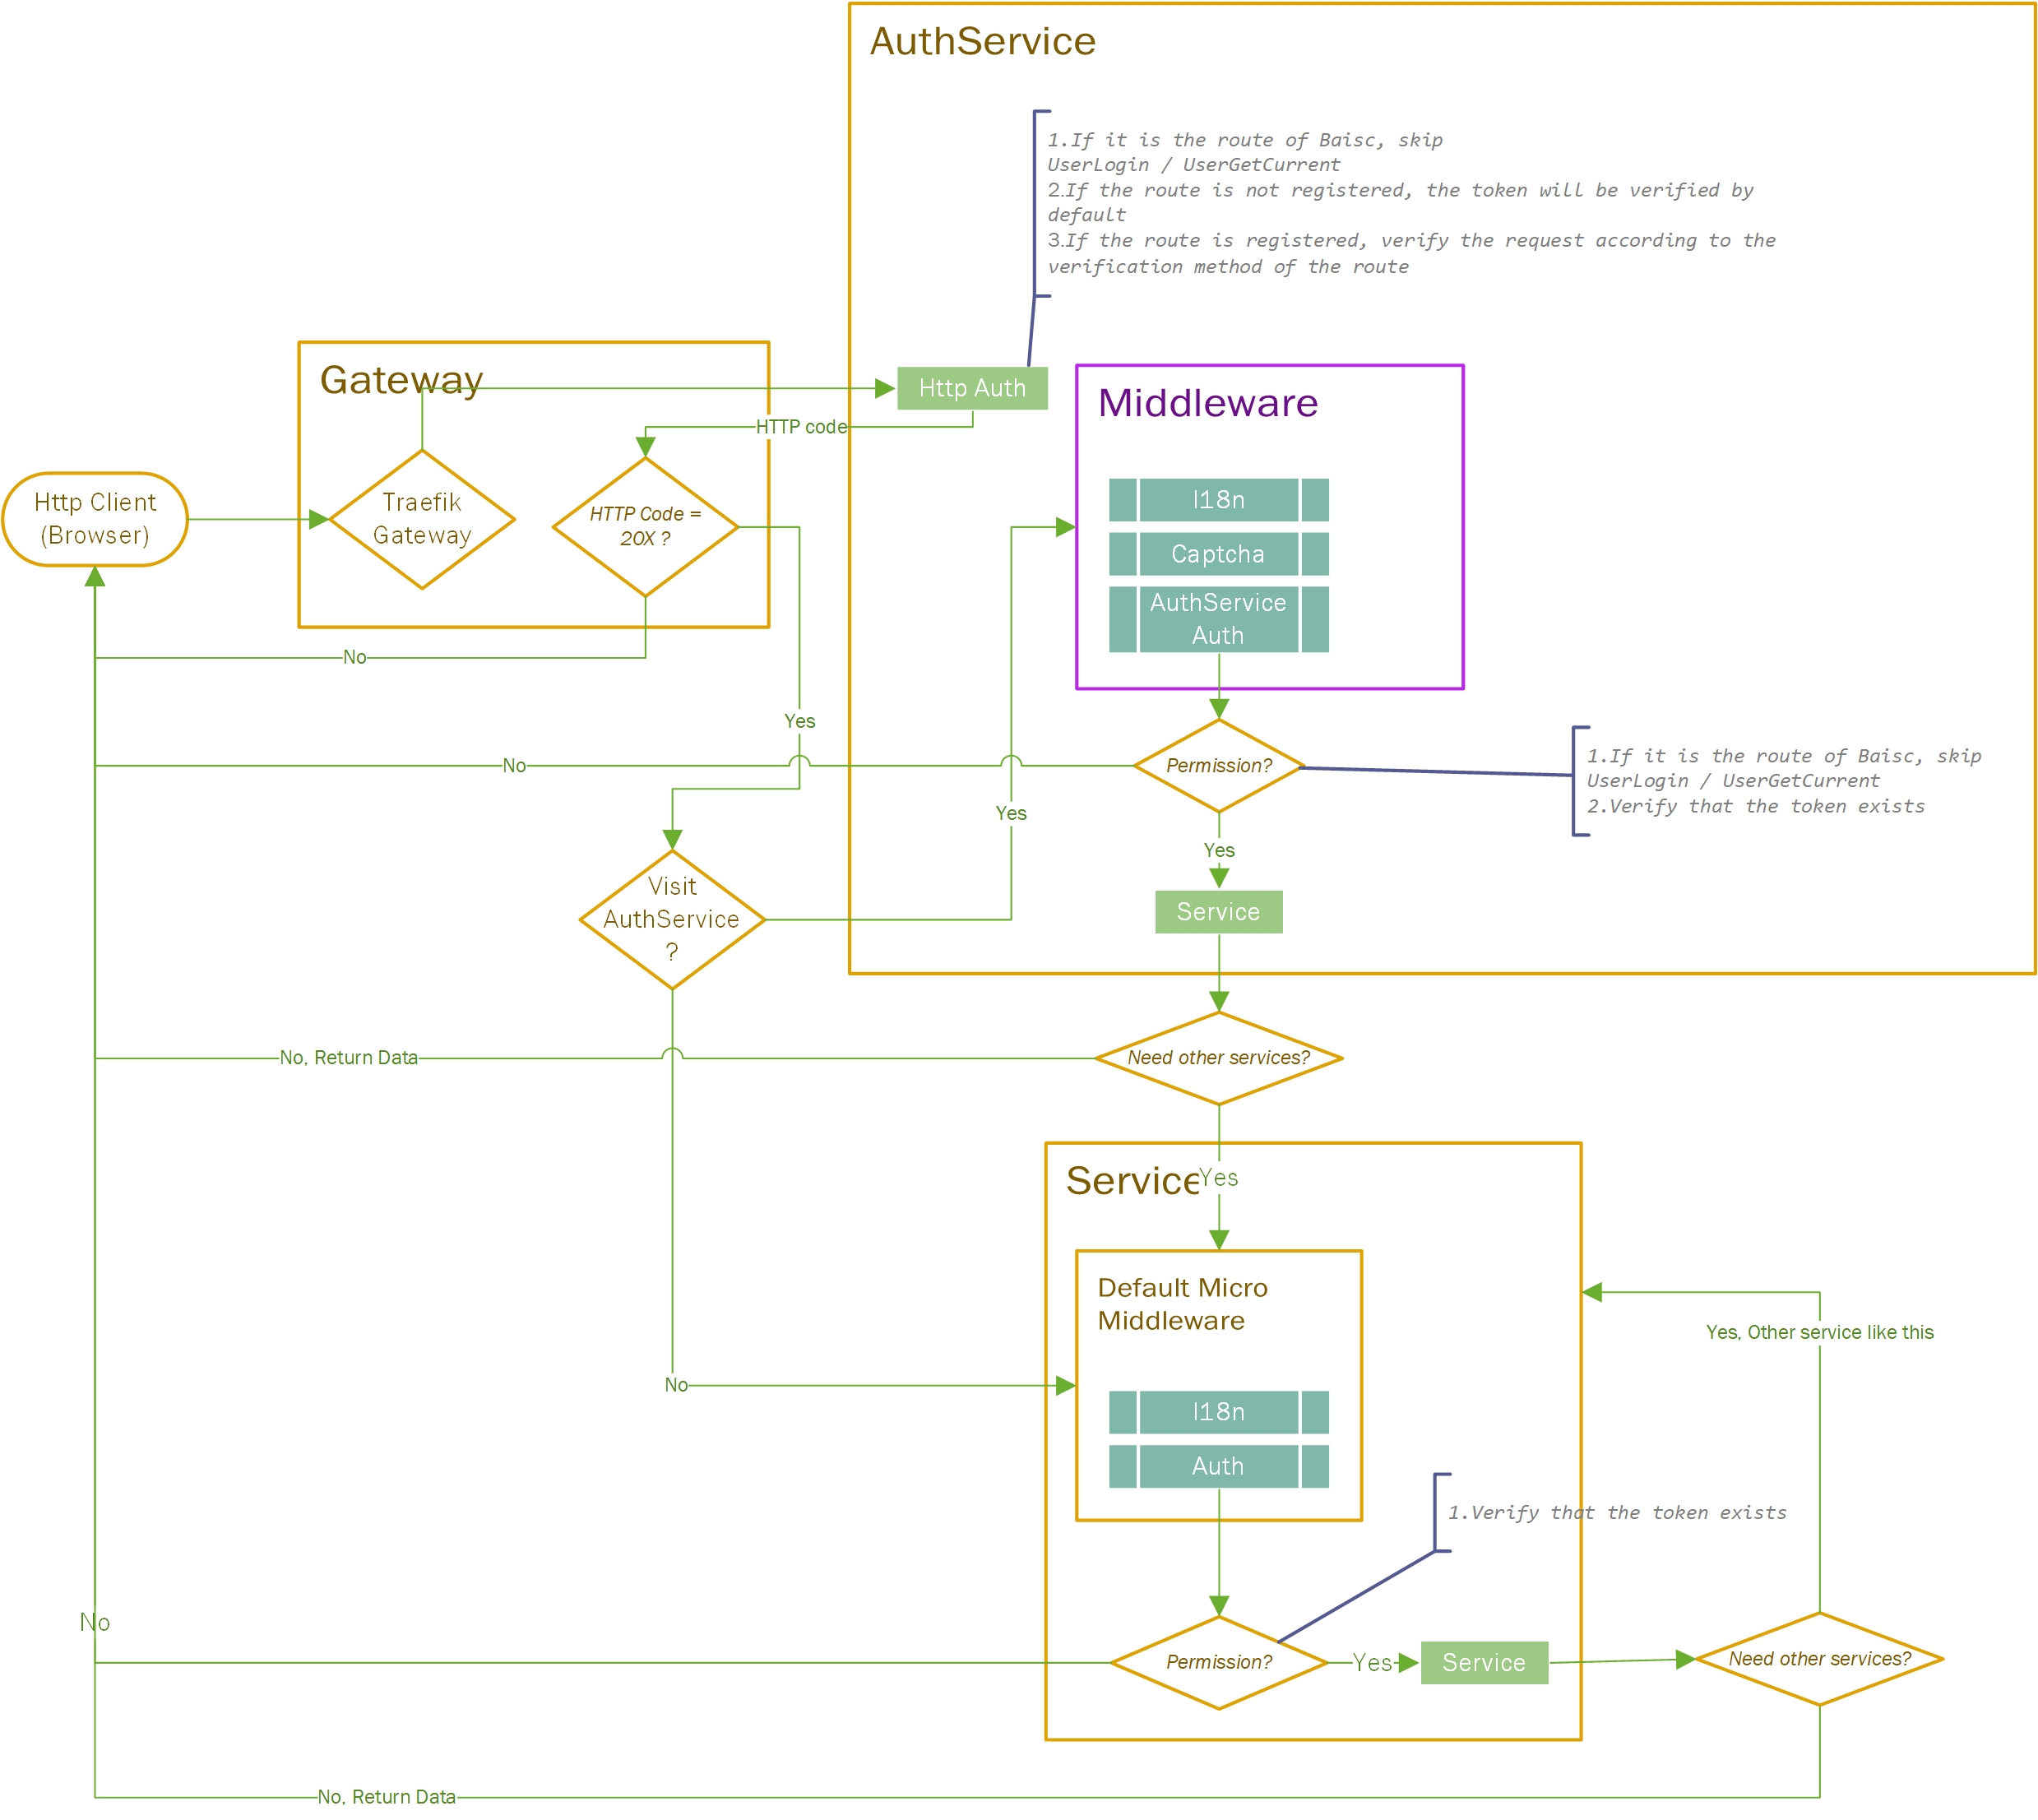 AuthService
1.If it is the route of Baisc, skip
UserLogin / UserGetCurrent
2.If the route is not registered, the token will be verified by
default
3.If the route is registered, verify the request according to the
verification method of the route
Gateway
Http Auth
Middleware
HTTP code
Http Client
(Browser)
Traefik
Gateway
HTTP Code =
20X ?
I18n
Captcha
AuthService
Auth
No
Yes
No
Permission?
1.If it is the route of Baisc, skip
UserLogin / UserGetCurrent
2.Verify that the token exists
Yes
Yes
Visit
AuthService
?
Service
No, Return Data
Need other services?
Service
Yes
Default Micro
Middleware
Yes, Other service like this
No
I18n
Auth
1.Verify that the token exists
No
Permission?
Yes
Service
Need other services?
No, Return Data